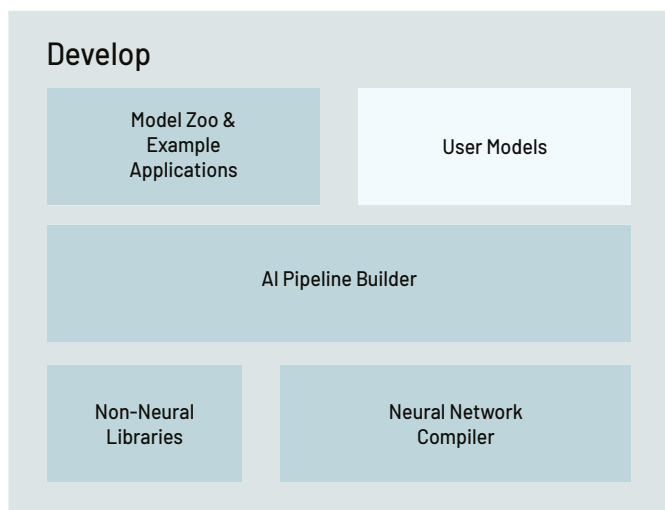 Develop
Model Zoo &
Example
Applications
User Models
AI Pipeline Builder
Non-Neural
Libraries
Neural Network
Compiler